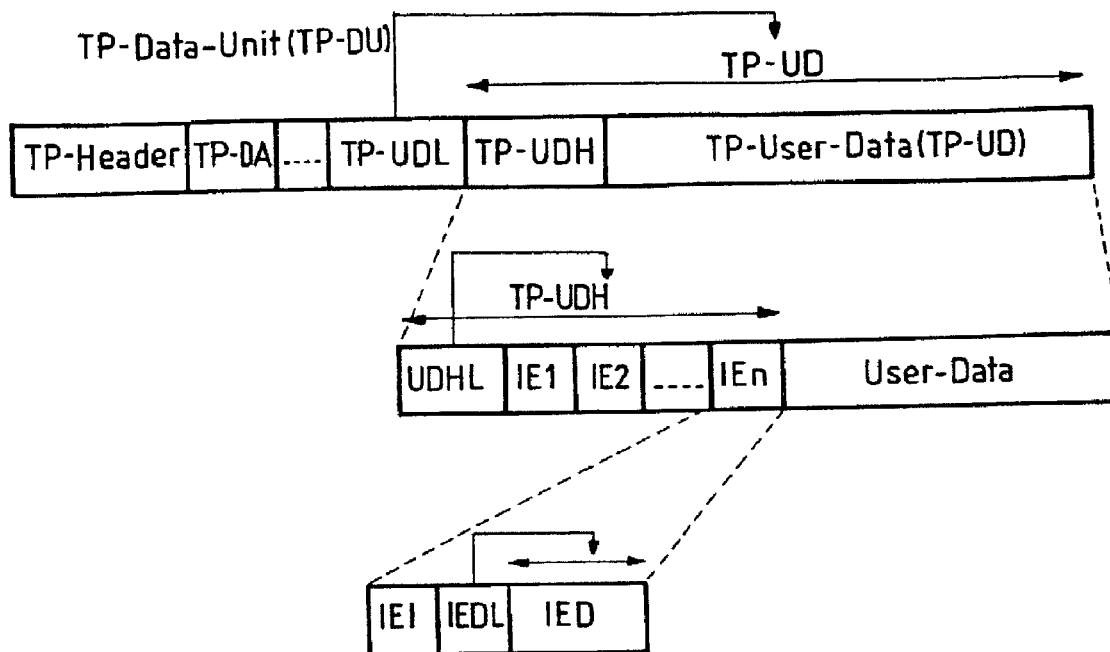 TP-Data-Unit(TP-DU)
TP-UD
TP-Header TP-DA ---- TP-UDL TP-UDH TP-User-Data(TP-UD)
TP-UDH
UDHL IE1 IE2 ---- IEn User-Data
IEI IEDL IED